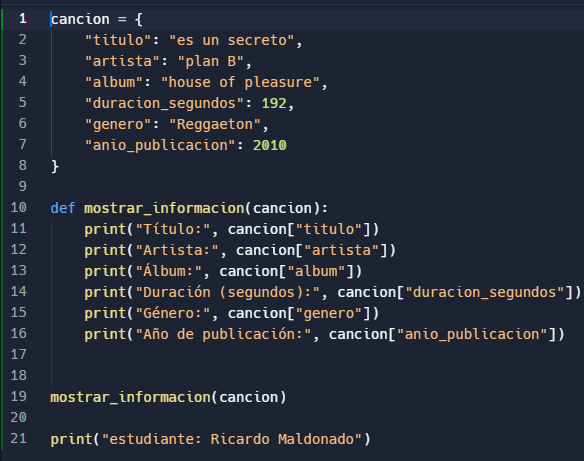 1 cancion = {
2     "titulo": "es un secreto",
3     "artista": "plan B",
4     "album": "house of pleasure",
5     "duracion_segundos": 192,
6     "genero": "Reggaeton",
7     "anio_publicacion": 2010
8 }
9
10 def mostrar_informacion(cancion):
11     print("Título:", cancion["titulo"])
12     print("Artista:", cancion["artista"])
13     print("Álbum:", cancion["album"])
14     print("Duración (segundos):", cancion["duracion_segundos"])
15     print("Género:", cancion["genero"])
16     print("Año de publicación:", cancion["anio_publicacion"])
17
18
19 mostrar_informacion(cancion)
20
21 print("estudiante: Ricardo Maldonado")